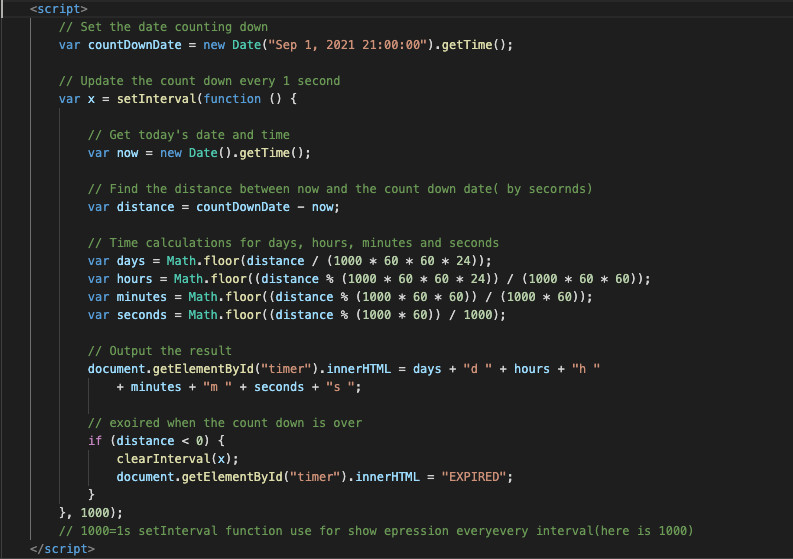 <script>
// Set the date counting down
var countDownDate = new Date("Sep 1, 2021 21:00:00").getTime();
// Update the count down every 1 second
var x = setInterval(function () {
// Get today's date and time
var now = new Date().getTime();
// Find the distance between now and the count down date( by secornds)
var distance = countDownDate - now;
// Time calculations for days, hours, minutes and seconds
var days = Math.floor(distance / (1000 * 60 * 60 * 24));
var hours = Math.floor((distance % (1000 * 60 * 60 * 24)) / (1000 * 60 * 60));
var minutes = Math.floor((distance % (1000 * 60 * 60)) / (1000 * 60));
var seconds = Math.floor((distance % (1000 * 60)) / 1000);
// Output the result
document.getElementById("timer").innerHTML = days + "d " + hours + "h "
+ minutes + "m " + seconds + "s ";
// exoired when the count down is over
if (distance < 0) {
clearInterval(x);
document.getElementById("timer").innerHTML = "EXPIRED";
}
}, 1000);
// 1000=1s setInterval function use for show epression everyevery interval(here is 1000)
</script>